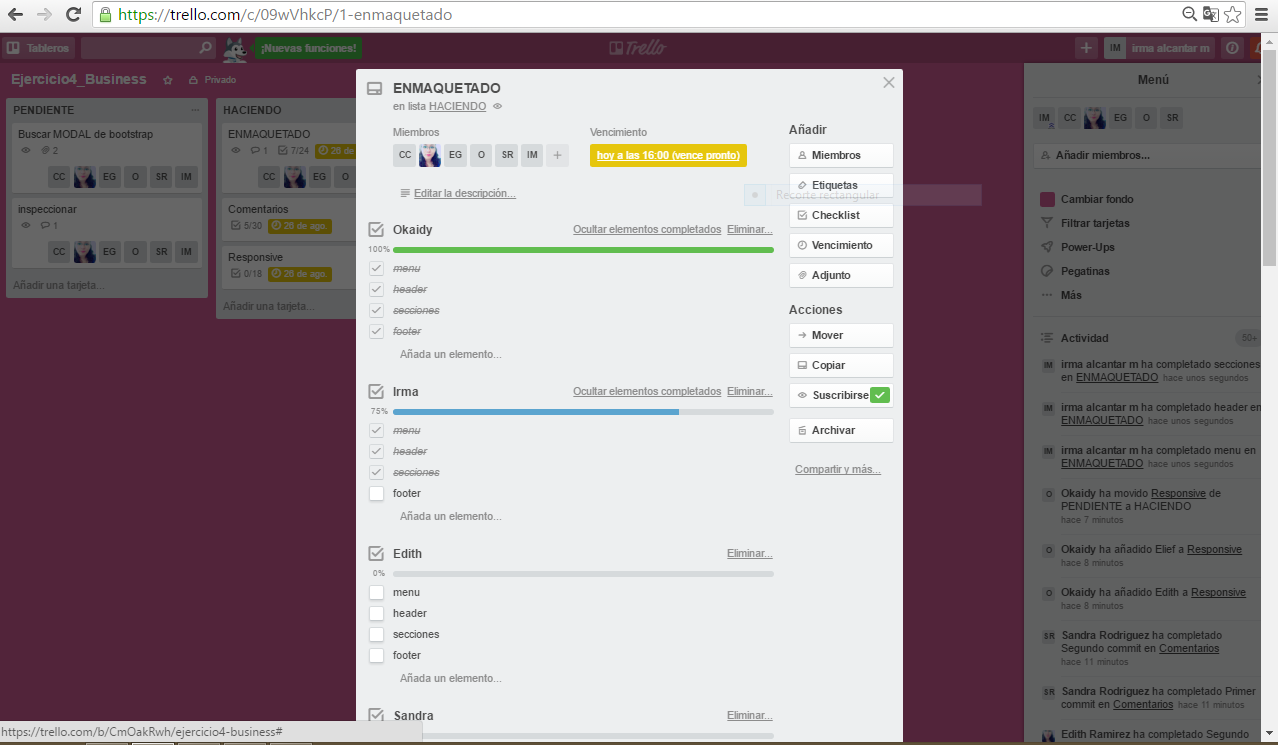 https://trello.com/c/09wVhkcP/1-enmaquetado
Tableros
¡Nuevas funciones!
Trello
IM irma alcantar m
Ejercicio4_Business
Privado
PENDIENTE
Buscar MODAL de bootstrap
2
CC EG O SR IM
inspeccionar
1
CC EG O SR IM
Añadir una tarjeta...
HACIENDO
ENMAQUETADO
1 7/24 26 de
CC EG O
Comentarios
5/30 26 de ago.
Responsive
0/18 26 de ago.
Añadir una tarjeta...
ENMAQUETADO
en lista HACIENDO
Miembros
CC EG O SR IM +
Vencimiento
hoy a las 16:00 (vence pronto)
Editar la descripción...
Okaidy
Ocultar elementos completados Eliminar...
100%
menu
header
secciones
footer
Añada un elemento...
Irma
Ocultar elementos completados Eliminar...
75%
menu
header
secciones
footer
Añada un elemento...
Edith
Eliminar...
0%
menu
header
secciones
footer
Añada un elemento...
Sandra
Eliminar...
Añadir
Miembros
Etiquetas
Recorte rectangular
Checklist
Vencimiento
Adjunto
Acciones
Mover
Copiar
Suscribirse
Archivar
Compartir y más...
Menú
IM CC EG O SR
Añadir miembros...
Cambiar fondo
Filtrar tarjetas
Power-Ups
Pegatinas
Más
Actividad
50+
IM irma alcantar m ha completado secciones
en ENMAQUETADO hace unos segundos
IM irma alcantar m ha completado header en
ENMAQUETADO hace unos segundos
IM irma alcantar m ha completado menu en
ENMAQUETADO hace unos segundos
O Okaidy ha movido Responsive de
PENDIENTE a HACIENDO
hace 7 minutos
O Okaidy ha añadido Elief a Responsive
hace 8 minutos
O Okaidy ha añadido Edith a Responsive
hace 8 minutos
SR Sandra Rodriguez ha completado
Segundo commit en Comentarios
hace 11 minutos
SR Sandra Rodriguez ha completado Primer
commit en Comentarios hace 11 minutos
Edith Ramirez ha completado Segundo
https://trello.com/b/CmOakRwh/ejercicio4-business#